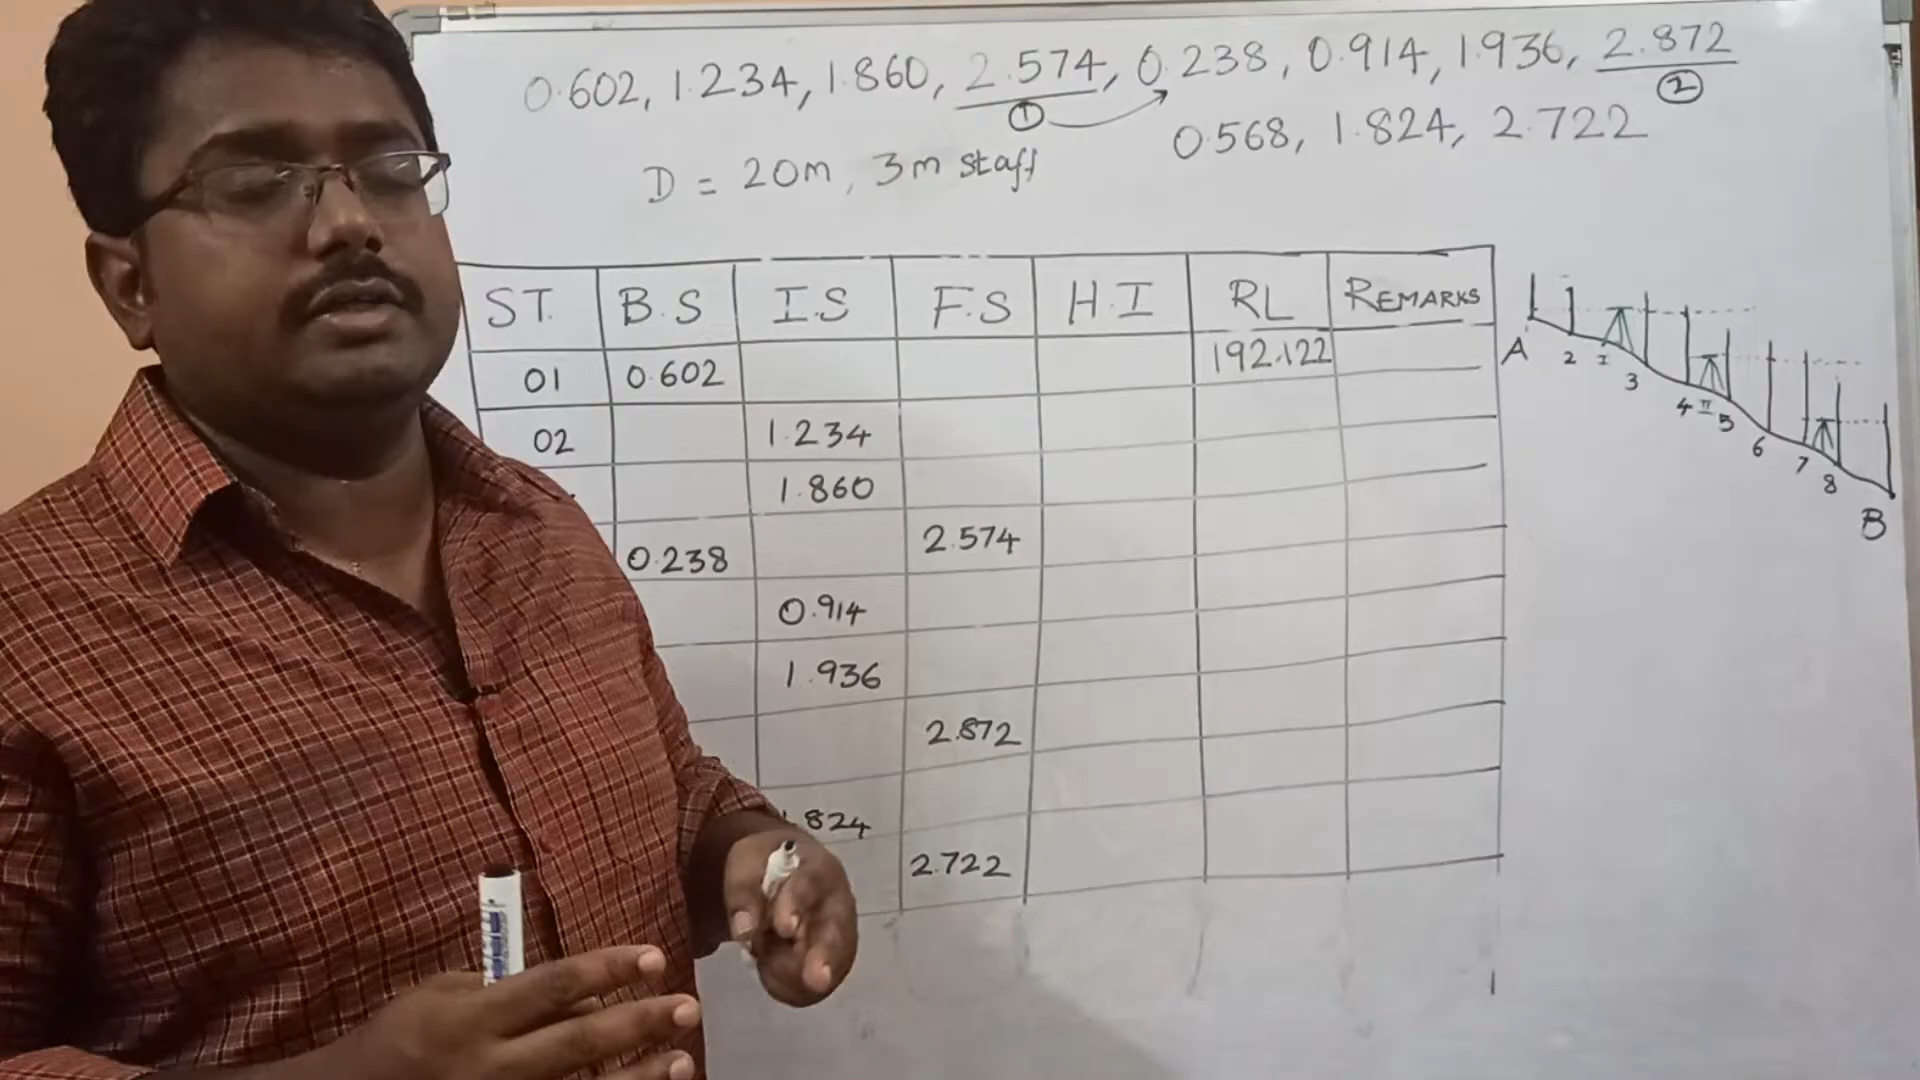 0.602, 1.234, 1.860, 2.574, 0.238, 0.914, 1.936, 2.872
① ②
0.568, 1.824, 2.722
D = 20m, 3m staff
ST. B.S I.S F.S H.I RL REMARKS
01 0.602 192.122
02 1.234
1.860
0.238 2.574
0.914
1.936
2.872
.824
2.722
A 2 I 3 4 II 5 6 7 8 B